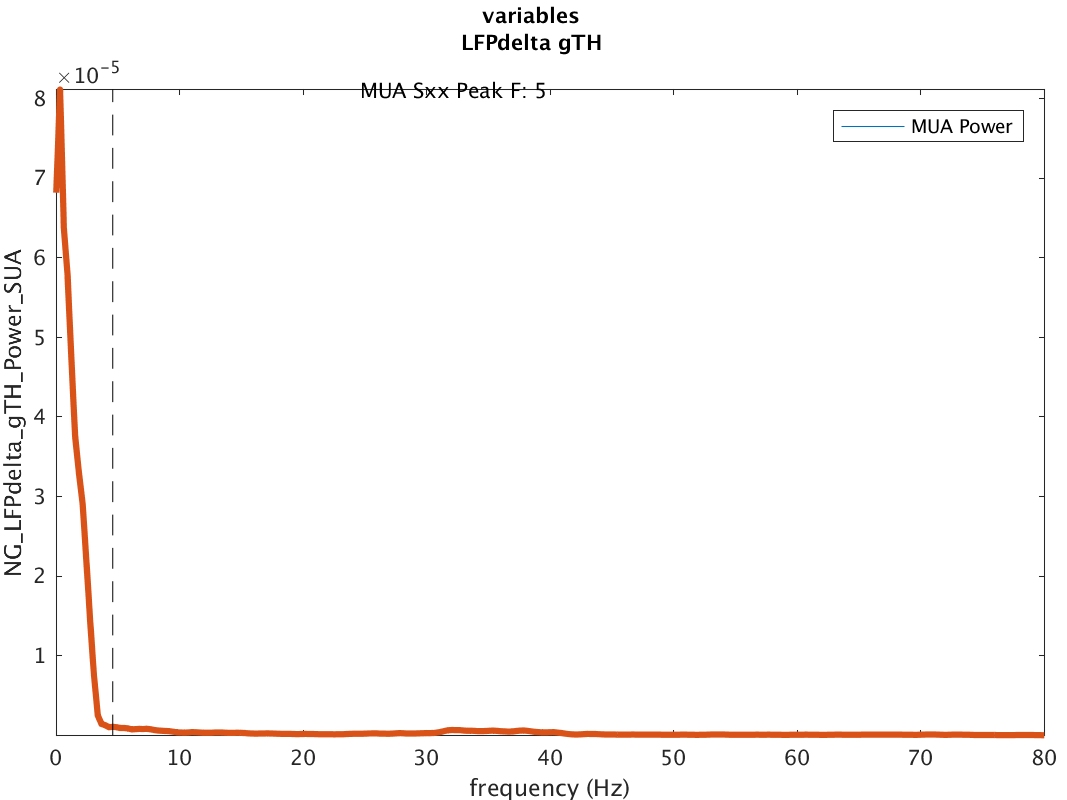 variables
LFPdelta gTH
×10⁻⁵
MUA Sxx Peak F: 5
MUA Power
8
7
6
5
4
3
2
1
NG_LFPdelta_gTH_Power_SUA
0 10 20 30 40 50 60 70 80
frequency (Hz)